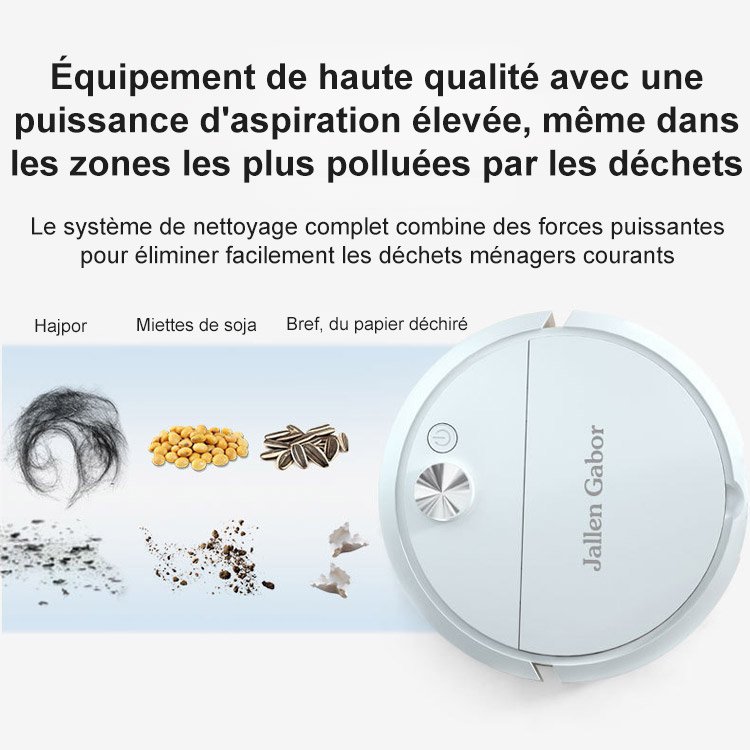 Équipement de haute qualité avec une
puissance d'aspiration élevée, même dans
les zones les plus polluées par les déchets
Le système de nettoyage complet combine des forces puissantes
pour éliminer facilement les déchets ménagers courants
Hajpor
Miettes de soja
Bref, du papier déchiré
Jallen Gabor